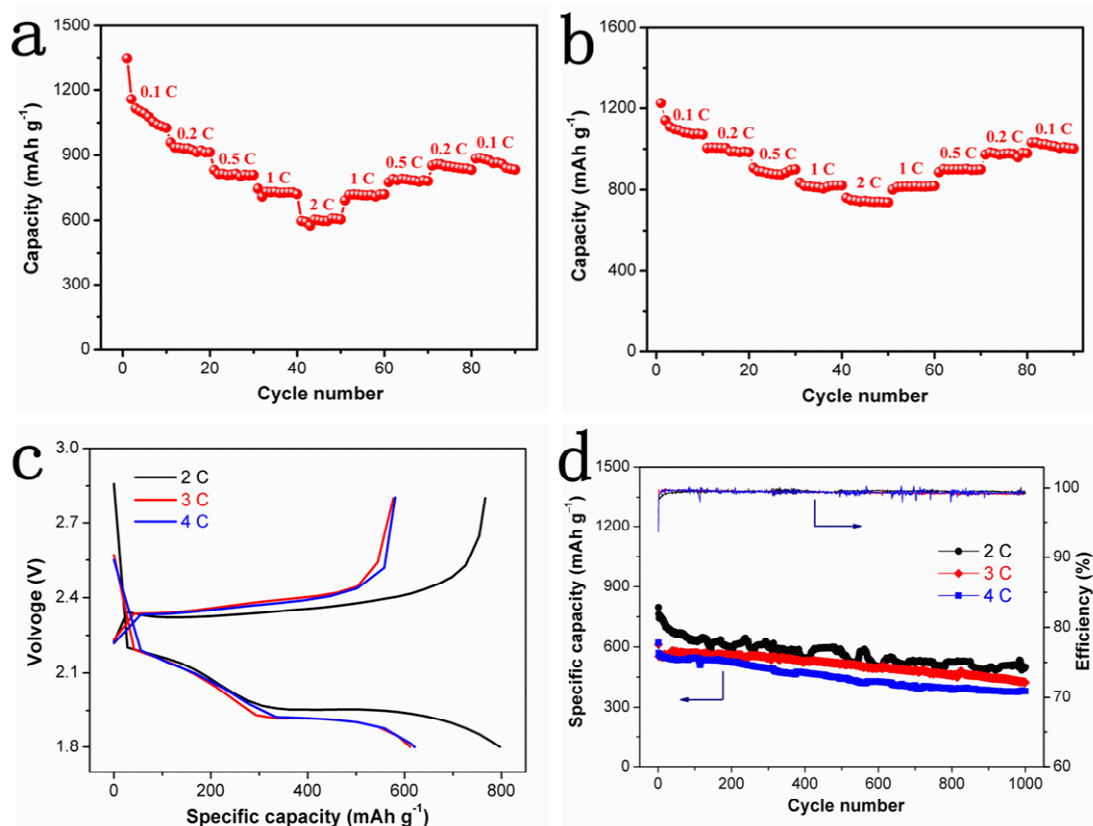 a
1500
1200
900
600
300
0
0.1 C
0.2 C
0.5 C
1 C
2 C
1 C
0.5 C
0.2 C
0.1 C
0 20 40 60 80
Cycle number
Capacity (mAh g⁻¹)
b
1600
1200
800
400
0
0.1 C
0.2 C
0.5 C
1 C
2 C
1 C
0.5 C
0.2 C
0.1 C
0 20 40 60 80
Cycle number
Capacity (mAh g⁻¹)
c
3.0
2.7
2.4
2.1
1.8
2 C
3 C
4 C
0 200 400 600 800
Specific capacity (mAh g⁻¹)
Volvoge (V)
d
1500
1200
900
600
300
0
100
90
80
70
60
2 C
3 C
4 C
0 200 400 600 800 1000
Cycle number
Specific capacity (mAh g⁻¹)
Efficiency (%)